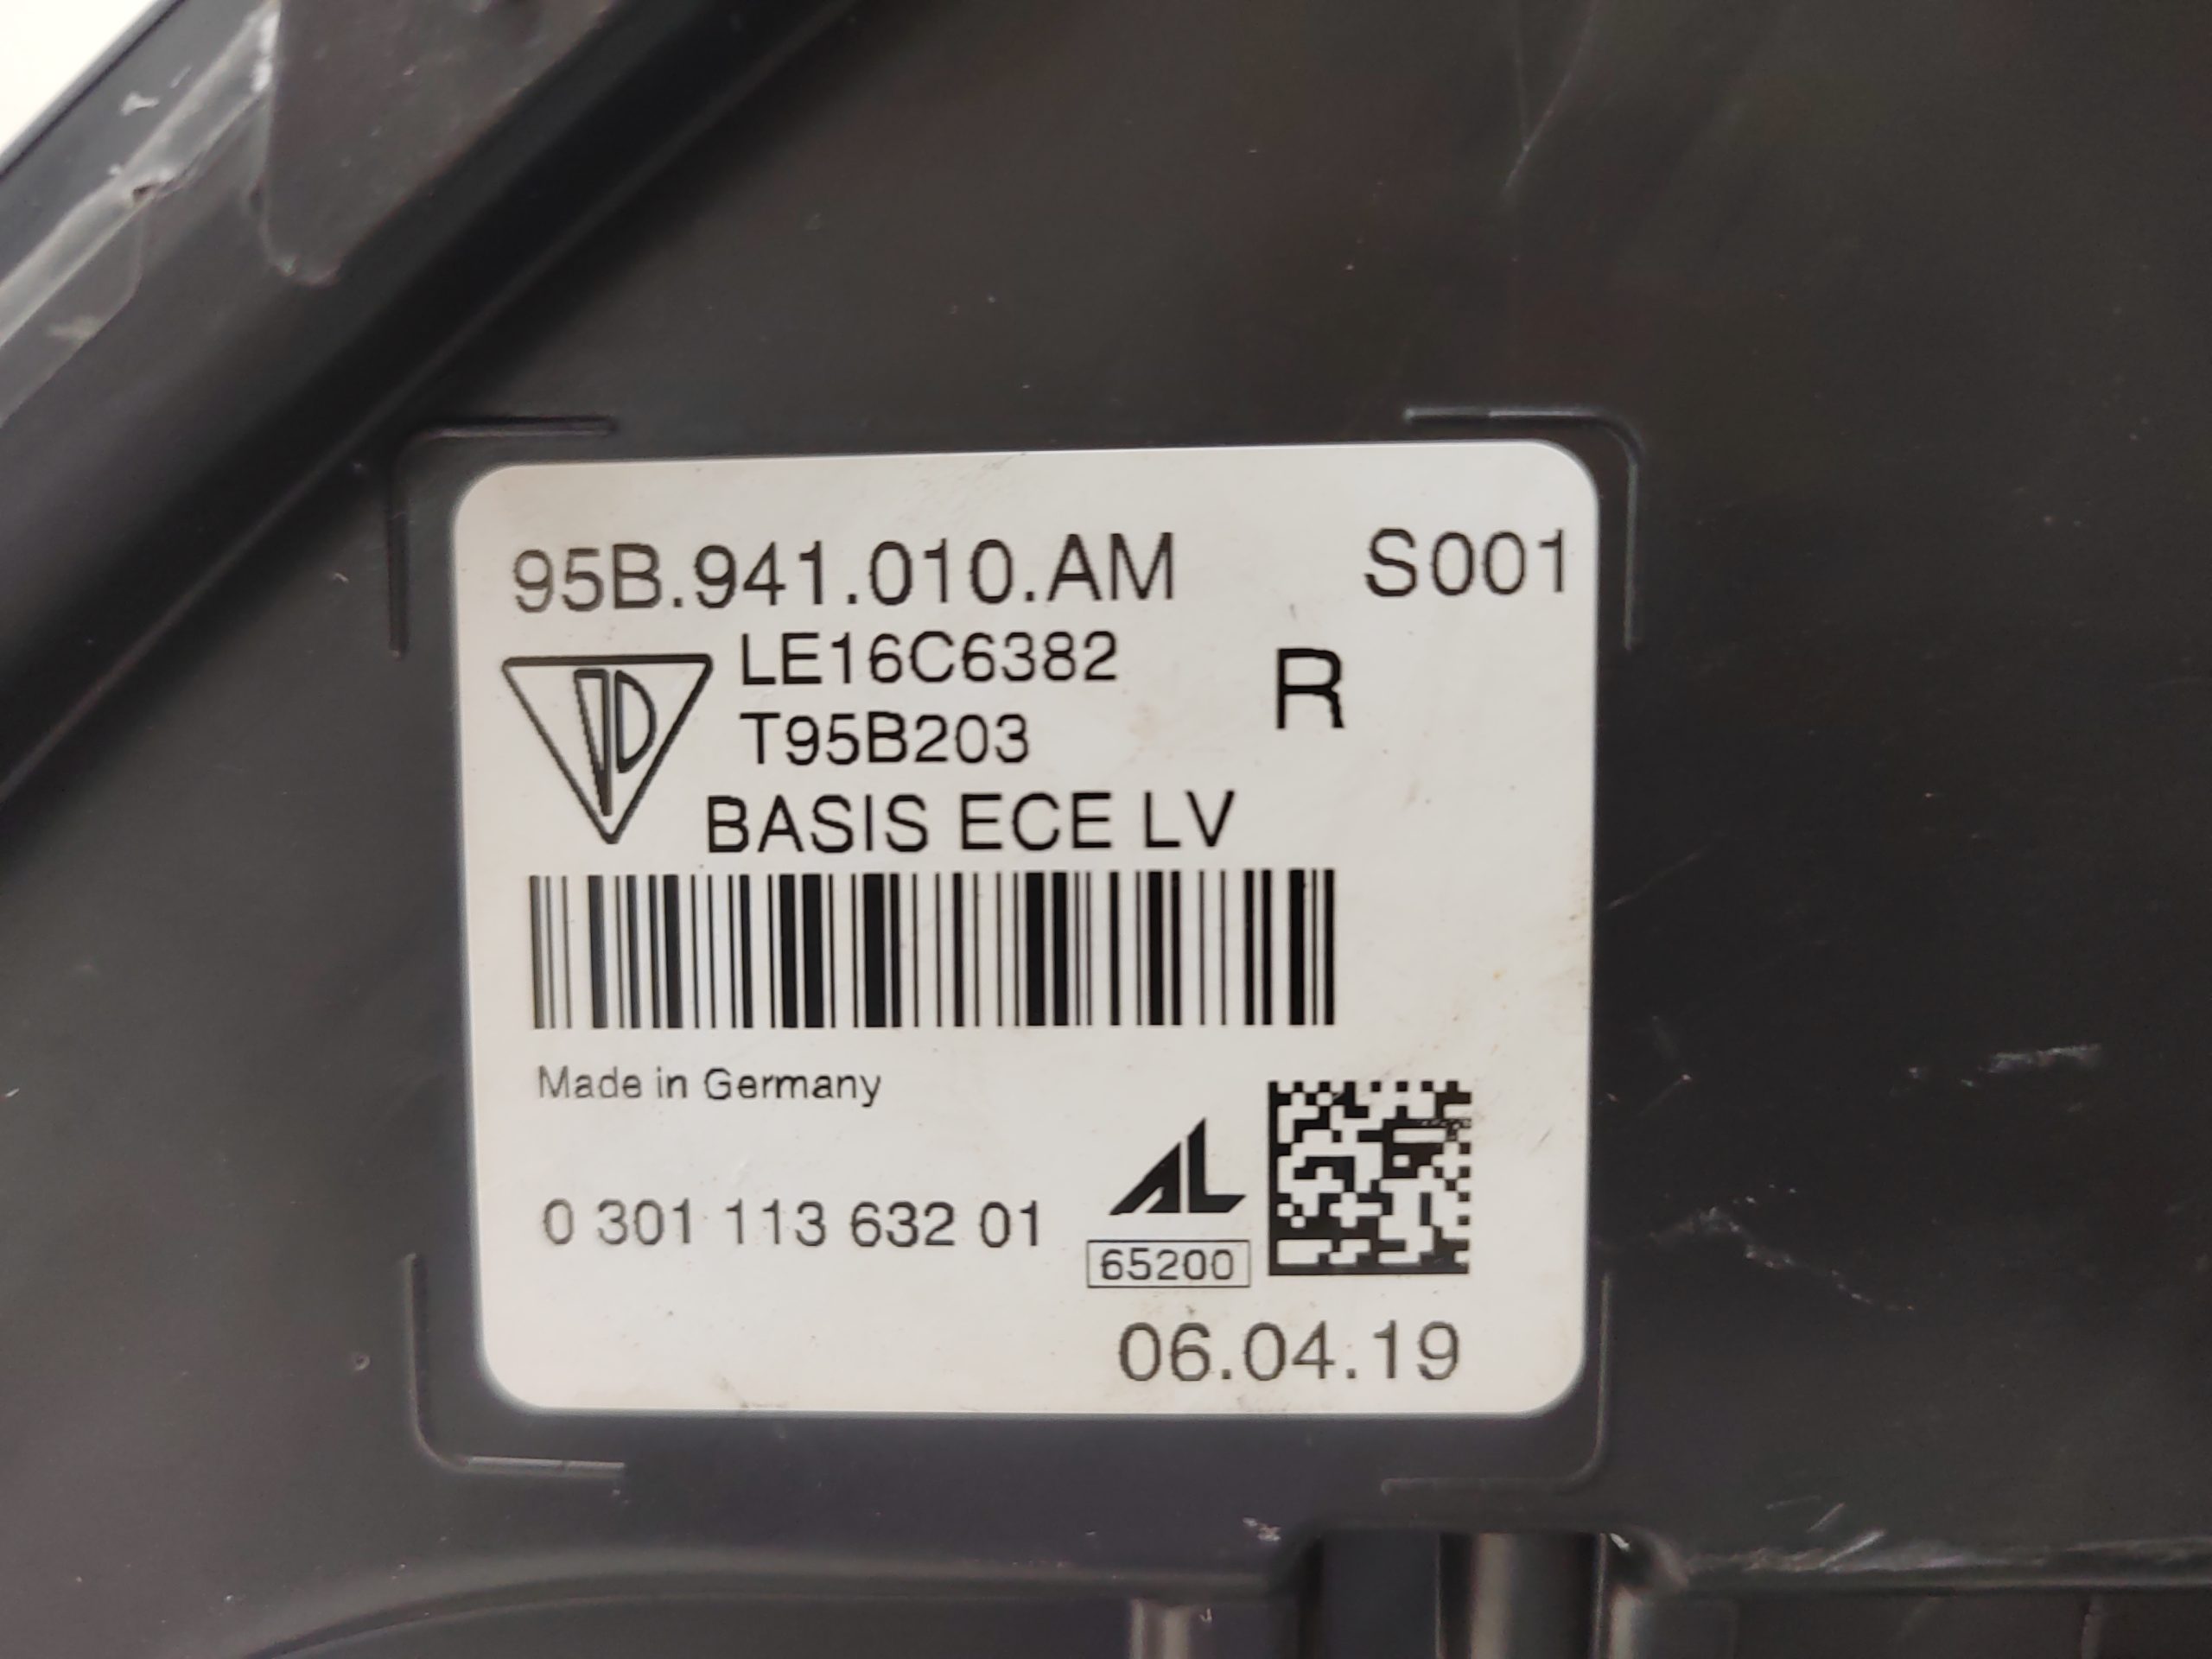 95B.941.010.AM S001
LE16C6382
R
T95B203
BASIS ECE LV
Made in Germany
AL
0 301 113 632 01
65200
06.04.19